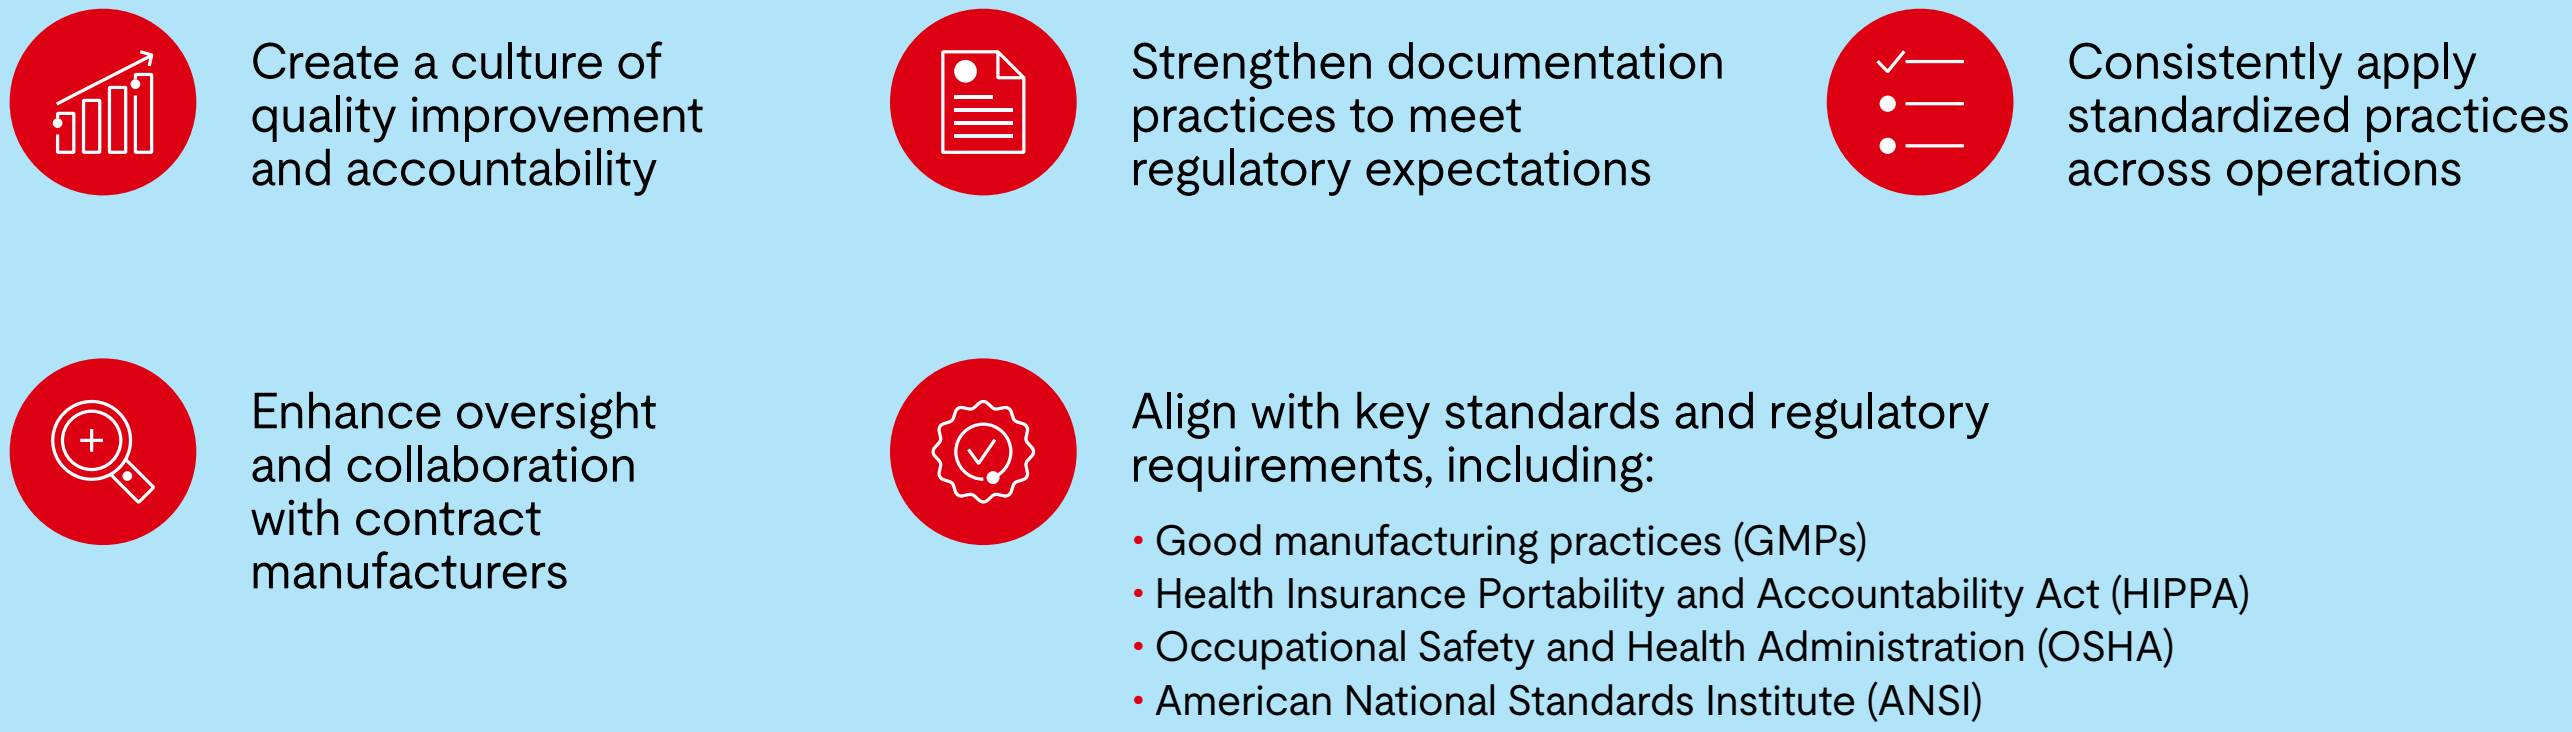 Create a culture of
quality improvement
and accountability
Strengthen documentation
practices to meet
regulatory expectations
Consistently apply
standardized practices
across operations
Enhance oversight
and collaboration
with contract
manufacturers
Align with key standards and regulatory
requirements, including:
• Good manufacturing practices (GMPs)
• Health Insurance Portability and Accountability Act (HIPPA)
• Occupational Safety and Health Administration (OSHA)
• American National Standards Institute (ANSI)